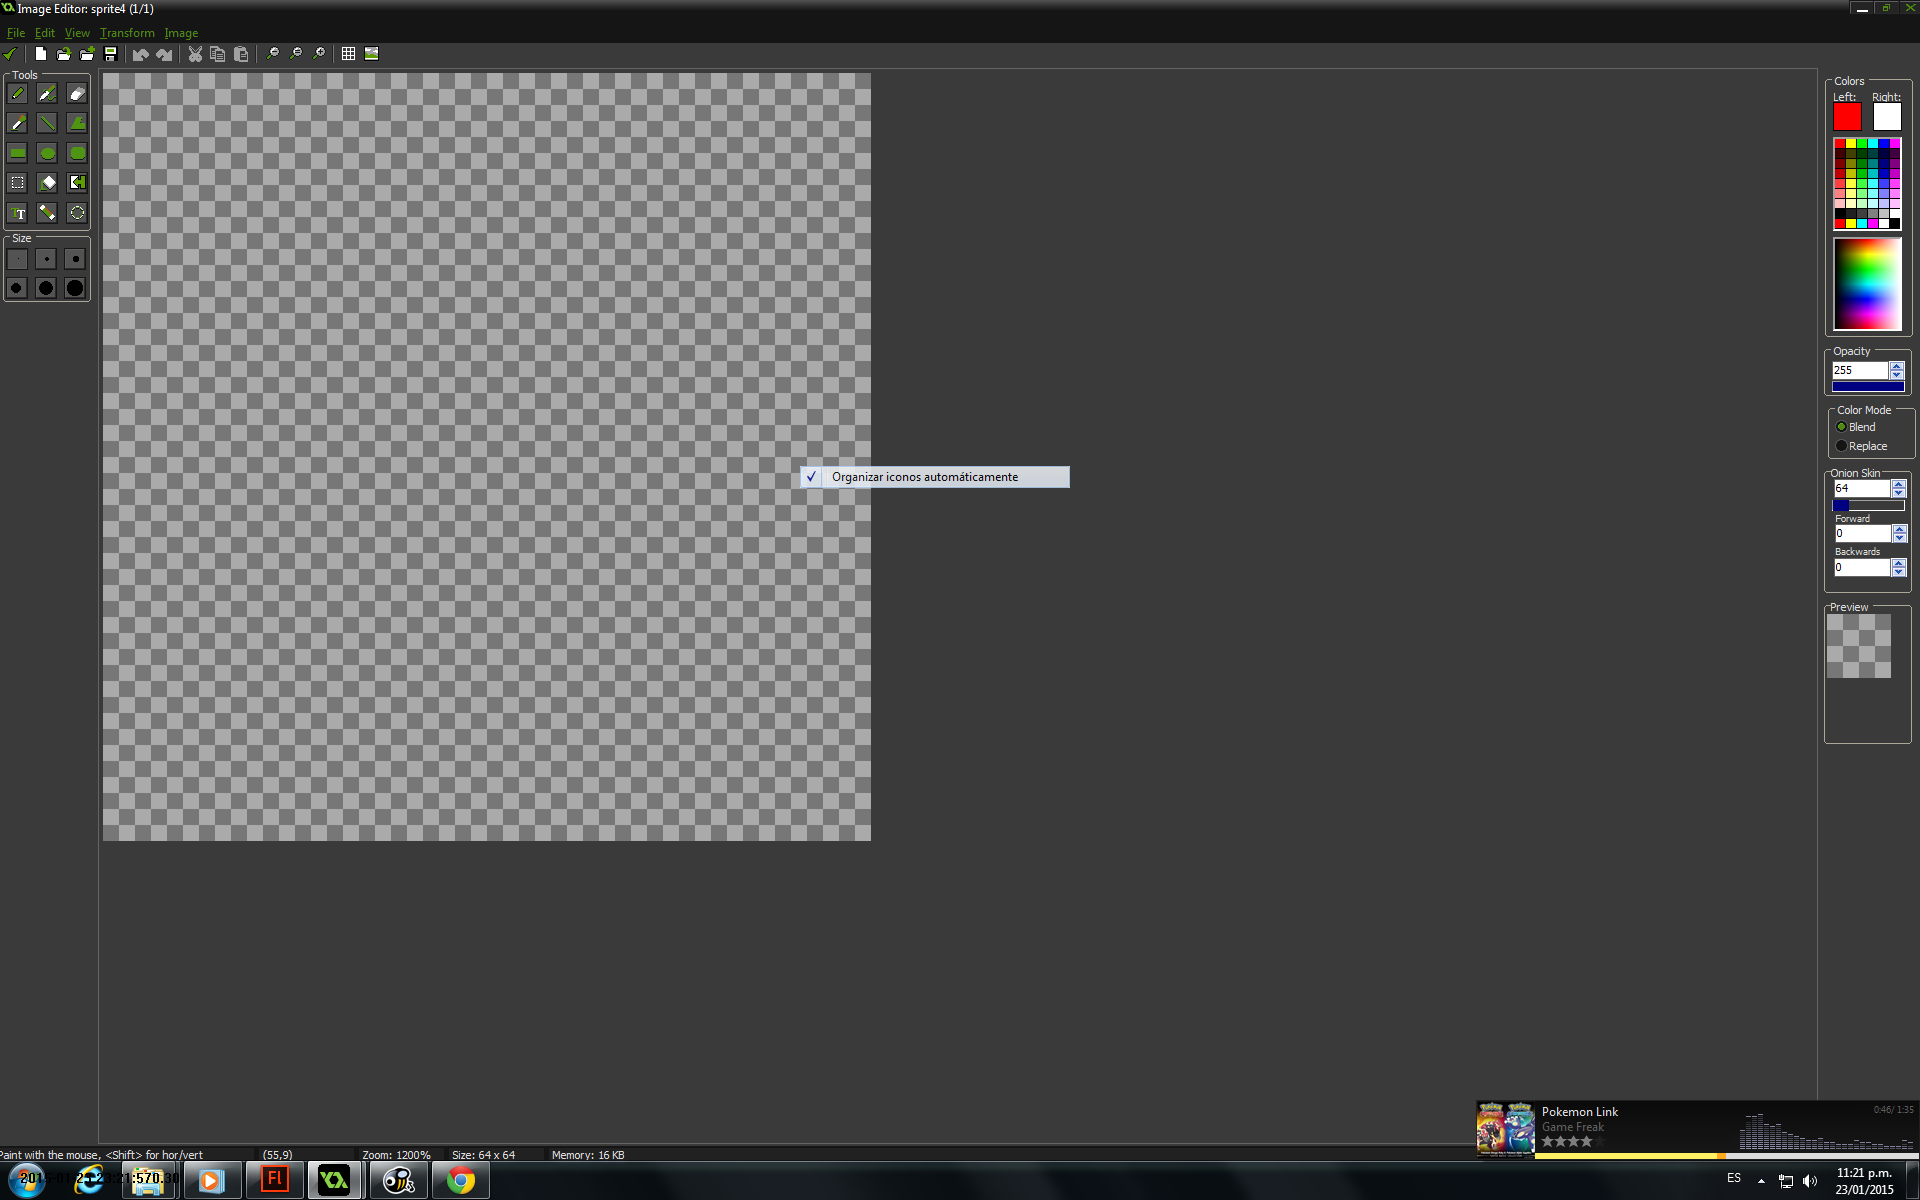 Image Editor: sprite4 (1/1)
File Edit View Transform Image
Tools
TT
Size
Colors
Left: Right:
Opacity
255
Color Mode
Blend
Replace
Onion Skin
64
Forward
0
Backwards
0
Preview
✓ Organizar iconos automáticamente
Pokemon Link
0:46/ 1:35
Game Freak
Paint with the mouse, <Shift> for hor/vert (55,9) Zoom: 1200% Size: 64 x 64 Memory: 16 KB
Fl
ES
11:21 p.m.
23/01/2015